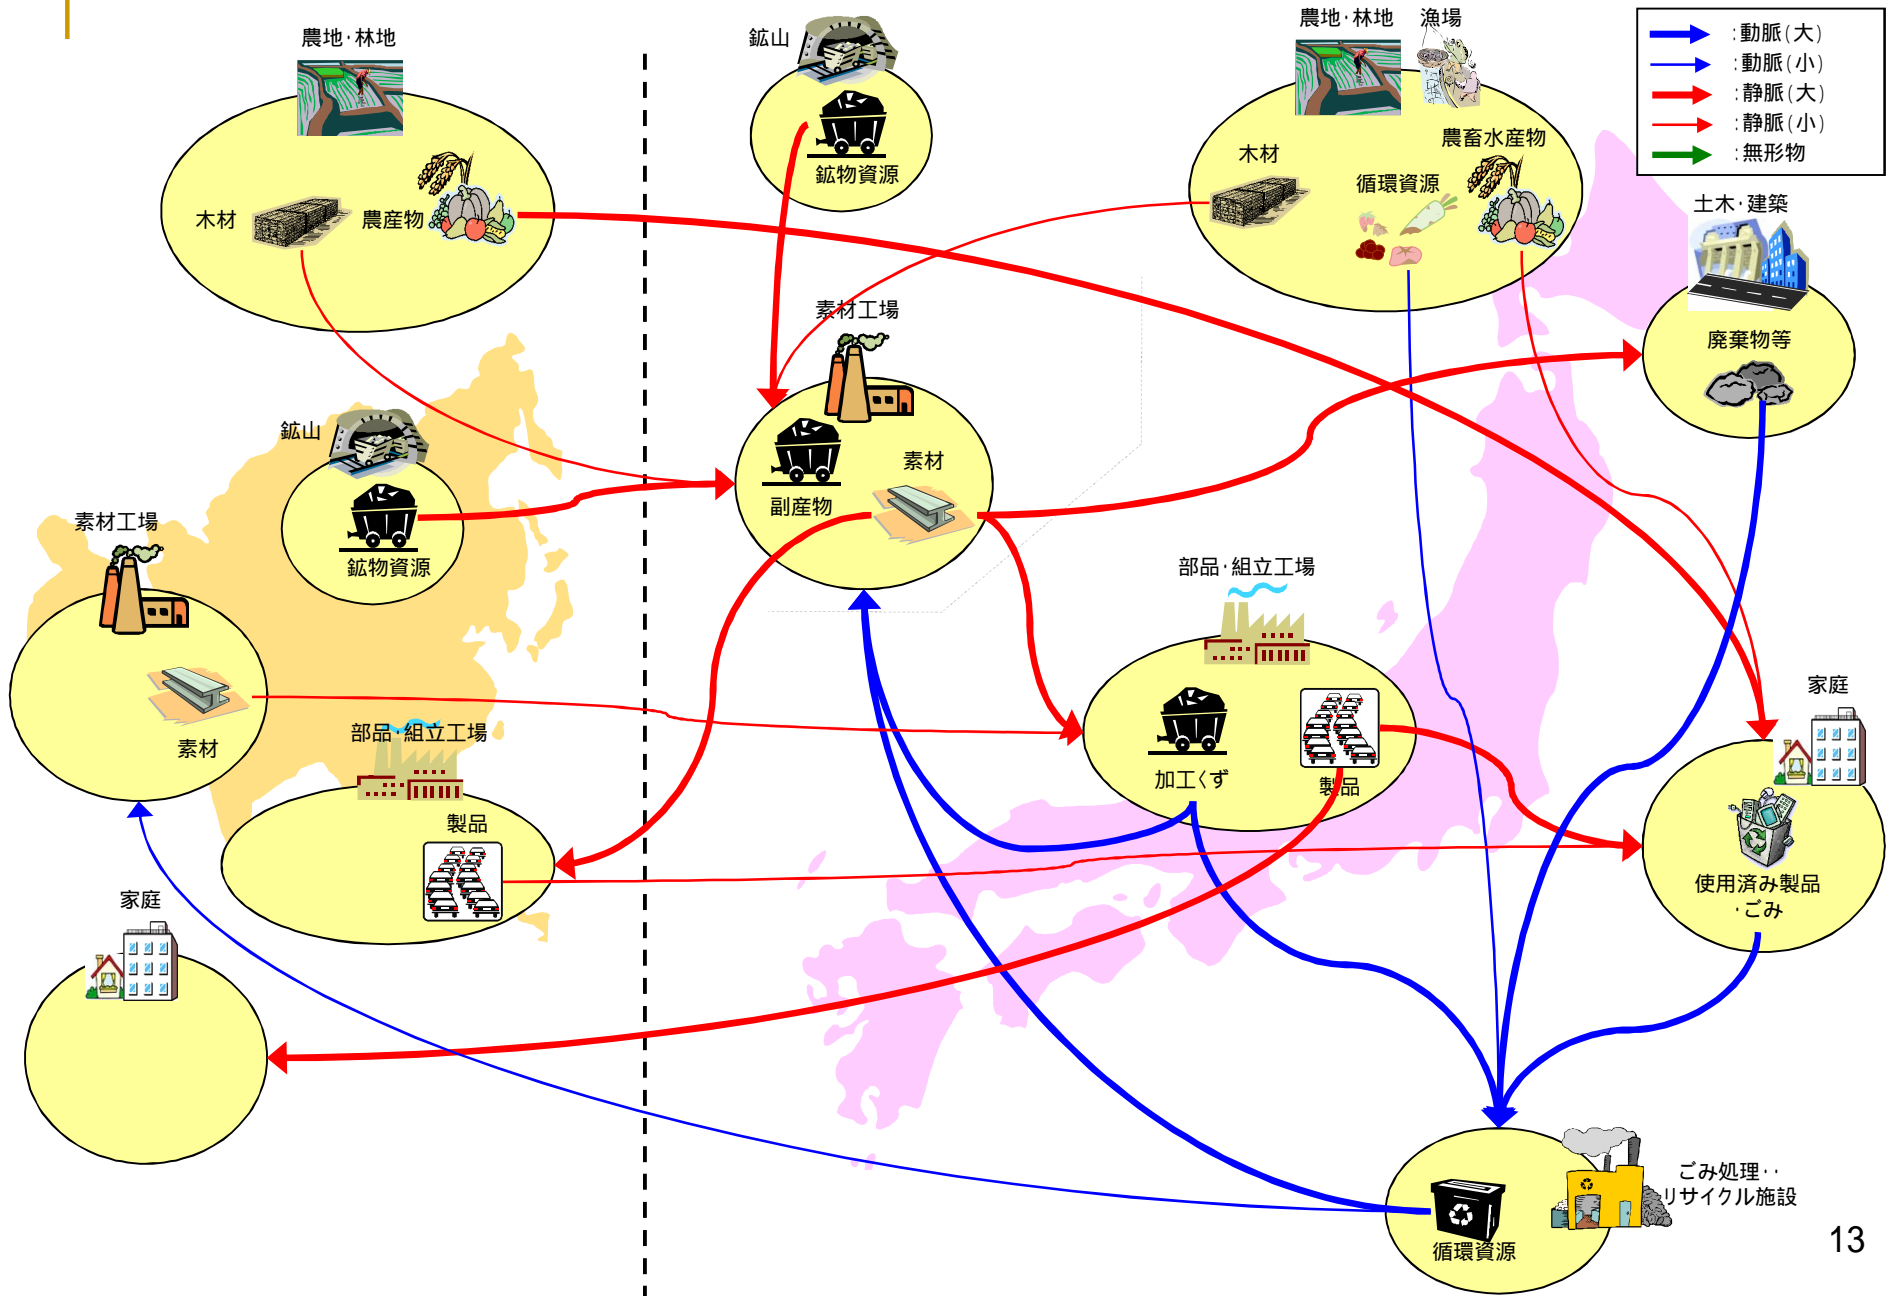 農地･林地
木材
農産物
鉱山
鉱物資源
素材工場
素材
部品･組立工場
製品
家庭
鉱山
鉱物資源
農地･林地
漁場
木材
循環資源
農畜水産物
:動脈(大)
:動脈(小)
:静脈(大)
:静脈(小)
:無形物
土木･建築
廃棄物等
素材工場
副産物
素材
部品･組立工場
加工くず
製品
家庭
使用済み製品
･ごみ
ごみ処理･･
リサイクル施設
循環資源
13